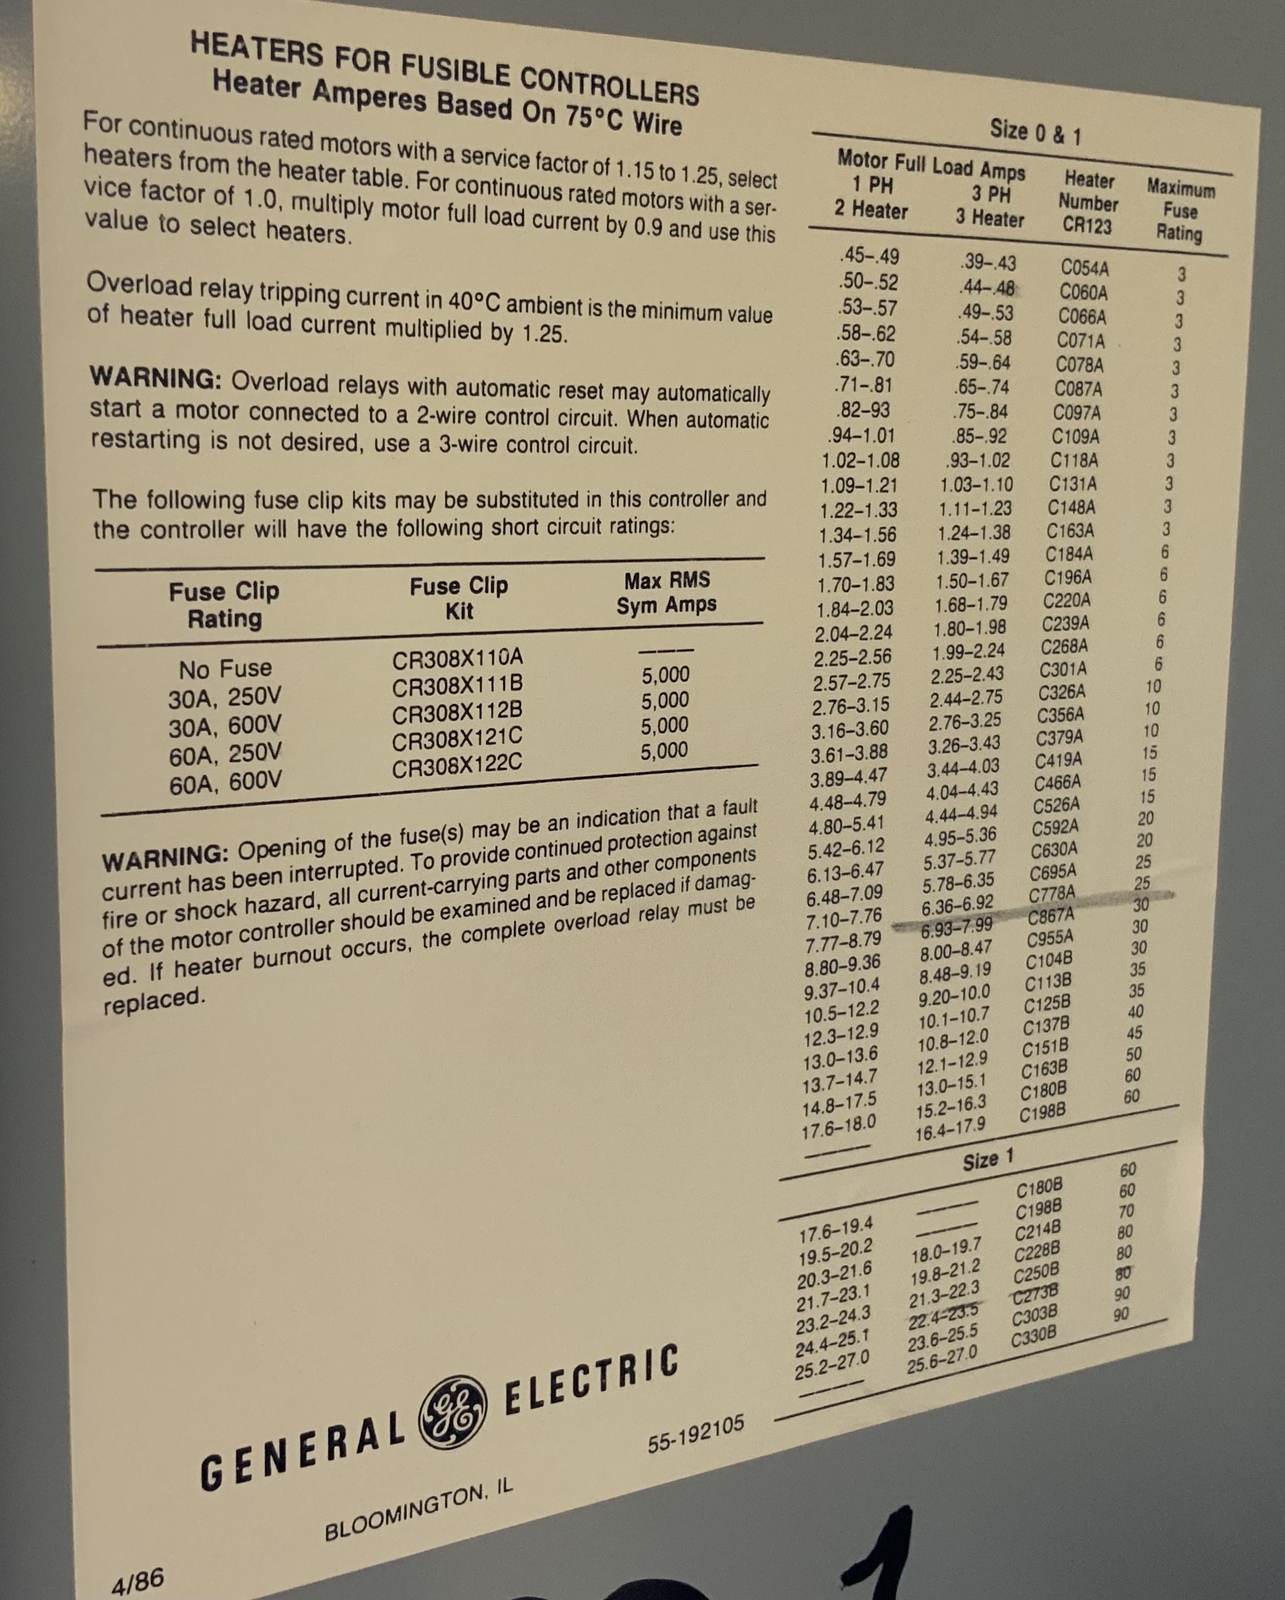 HEATERS FOR FUSIBLE CONTROLLERS
Heater Amperes Based On 75°C Wire
For continuous rated motors with a service factor of 1.15 to 1.25, select
heaters from the heater table. For continuous rated motors with a ser-
vice factor of 1.0, multiply motor full load current by 0.9 and use this
value to select heaters.
Overload relay tripping current in 40°C ambient is the minimum value
of heater full load current multiplied by 1.25.
WARNING: Overload relays with automatic reset may automatically
start a motor connected to a 2-wire control circuit. When automatic
restarting is not desired, use a 3-wire control circuit.
The following fuse clip kits may be substituted in this controller and
the controller will have the following short circuit ratings:
Fuse Clip Fuse Clip Max RMS
Rating Kit Sym Amps
No Fuse CR308X110A ——
30A, 250V CR308X111B 5,000
30A, 600V CR308X112B 5,000
60A, 250V CR308X121C 5,000
60A, 600V CR308X122C 5,000
WARNING: Opening of the fuse(s) may be an indication that a fault
current has been interrupted. To provide continued protection against
fire or shock hazard, all current-carrying parts and other components
of the motor controller should be examined and be replaced if damag-
ed. If heater burnout occurs, the complete overload relay must be
replaced.
GENERAL GE ELECTRIC
BLOOMINGTON, IL
55-192105
4/86
Size 0 & 1
Motor Full Load Amps Heater Maximum
1 PH 3 PH Number Fuse
2 Heater 3 Heater CR123 Rating
.45–.49 .39–.43 C054A 3
.50–.52 .44–.48 C060A 3
.53–.57 .49–.53 C066A 3
.58–.62 .54–.58 C071A 3
.63–.70 .59–.64 C078A 3
.71–.81 .65–.74 C087A 3
.82–93 .75–.84 C097A 3
.94–1.01 .85–.92 C109A 3
1.02–1.08 .93–1.02 C118A 3
1.09–1.21 1.03–1.10 C131A 3
1.22–1.33 1.11–1.23 C148A 3
1.34–1.56 1.24–1.38 C163A 3
1.57–1.69 1.39–1.49 C184A 6
1.70–1.83 1.50–1.67 C196A 6
1.84–2.03 1.68–1.79 C220A 6
2.04–2.24 1.80–1.98 C239A 6
2.25–2.56 1.99–2.24 C268A 6
2.57–2.75 2.25–2.43 C301A 6
2.76–3.15 2.44–2.75 C326A 10
3.16–3.60 2.76–3.25 C356A 10
3.61–3.88 3.26–3.43 C379A 10
3.89–4.47 3.44–4.03 C419A 15
4.48–4.79 4.04–4.43 C466A 15
4.80–5.41 4.44–4.94 C526A 15
5.42–6.12 4.95–5.36 C592A 20
6.13–6.47 5.37–5.77 C630A 20
6.48–7.09 5.78–6.35 C695A 25
7.10–7.76 6.36–6.92 C778A 25
7.77–8.79 6.93–7.99 C867A 30
8.80–9.36 8.00–8.47 C955A 30
9.37–10.4 8.48–9.19 C104B 30
10.5–12.2 9.20–10.0 C113B 35
12.3–12.9 10.1–10.7 C125B 35
13.0–13.6 10.8–12.0 C137B 40
13.7–14.7 12.1–12.9 C151B 45
14.8–17.5 13.0–15.1 C163B 50
17.6–18.0 15.2–16.3 C180B 60
—— 16.4–17.9 C198B 60
Size 1
17.6–19.4 —— C180B 60
19.5–20.2 —— C198B 60
20.3–21.6 18.0–19.7 C214B 70
21.7–23.1 19.8–21.2 C228B 80
23.2–24.3 21.3–22.3 C250B 80
24.4–25.1 22.4–23.5 C273B 80
25.2–27.0 23.6–25.5 C303B 90
—— 25.6–27.0 C330B 90